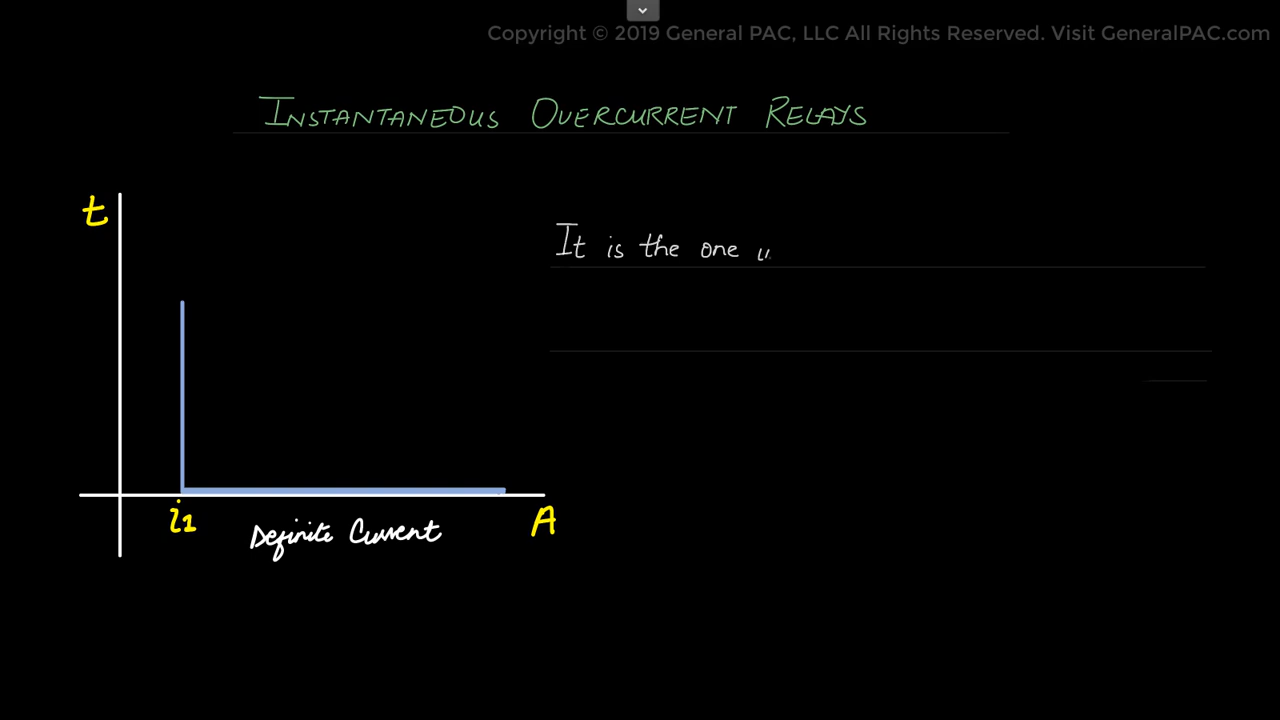 Copyright © 2019 General PAC, LLC All Rights Reserved. Visit GeneralPAC.com
INSTANTANEOUS OVERCURRENT RELAYS
t
It is the one
i1
Definite Current
A